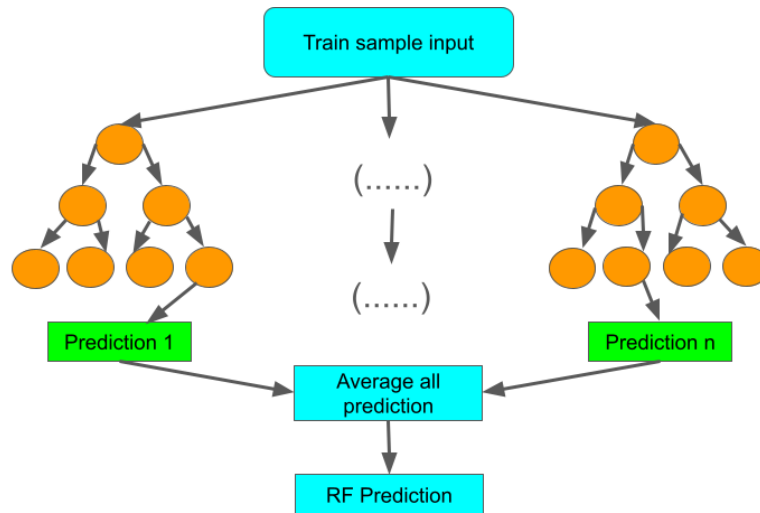 Train sample input
(......)
(......)
Prediction 1
Prediction n
Average all
prediction
RF Prediction